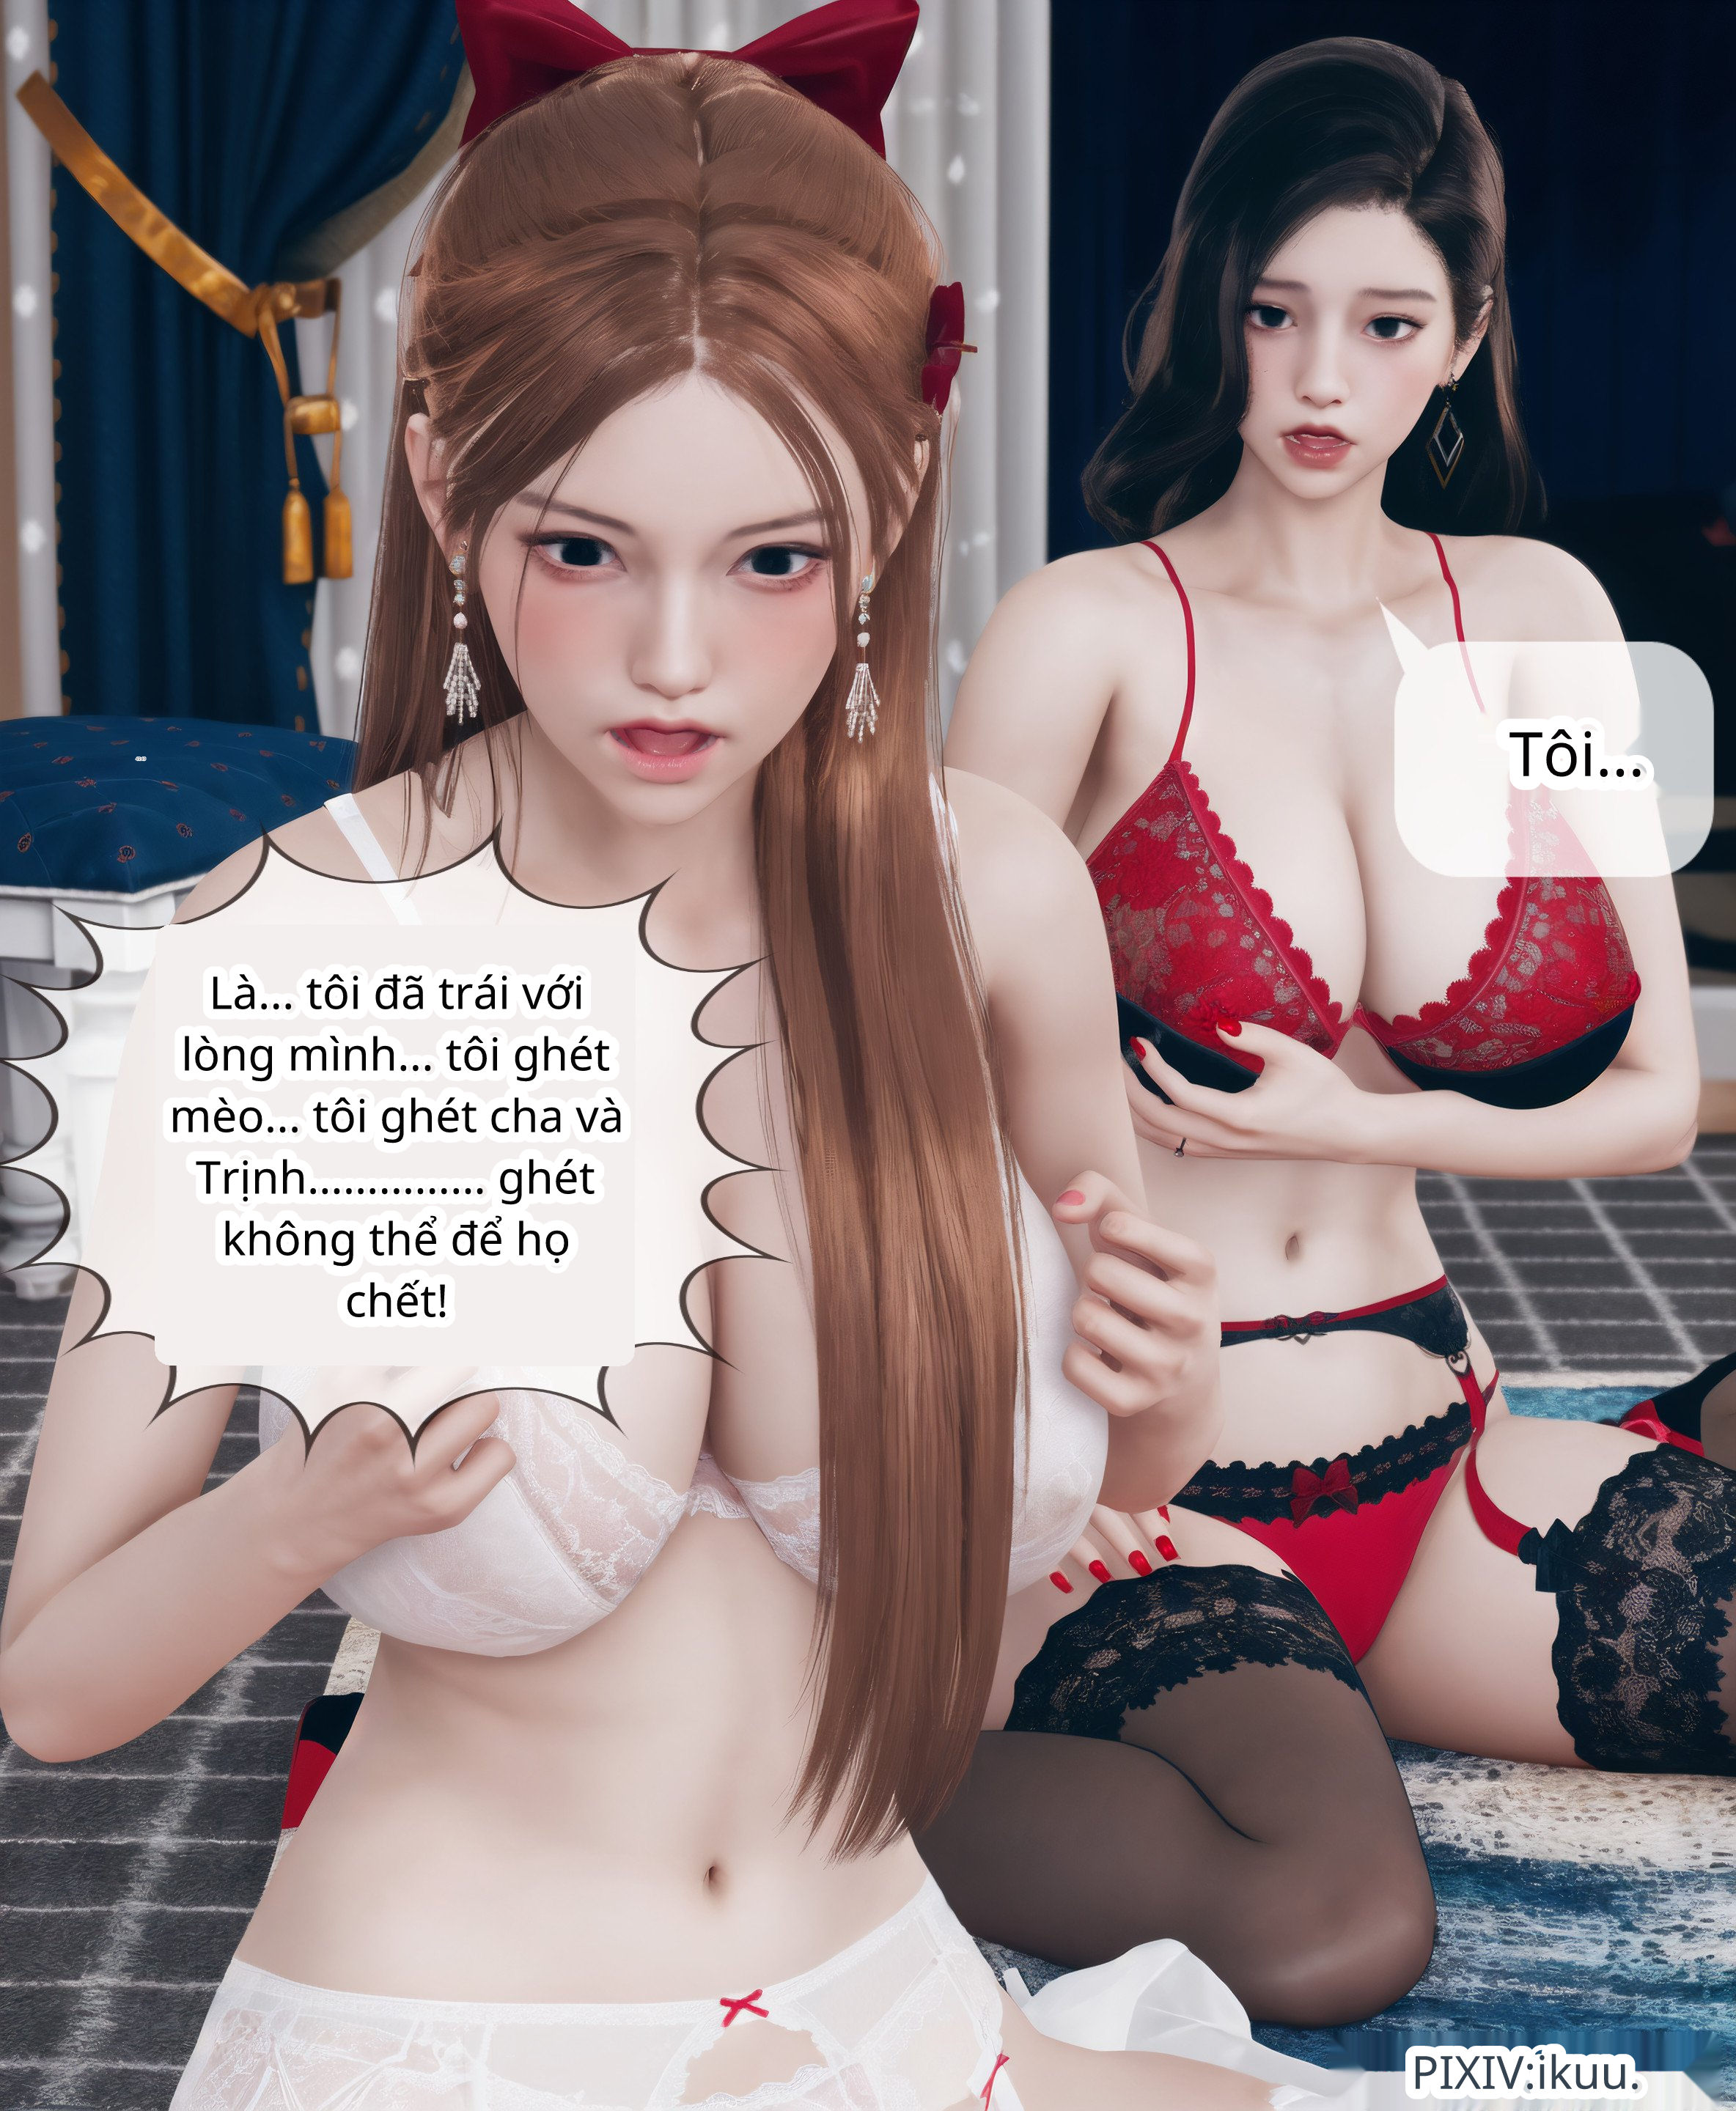 Tôi...
Là... tôi đã trái với
lòng mình... tôi ghét
mèo... tôi ghét cha và
Trịnh............... ghét
không thể để họ
chết!
PIXIV:ikuu.